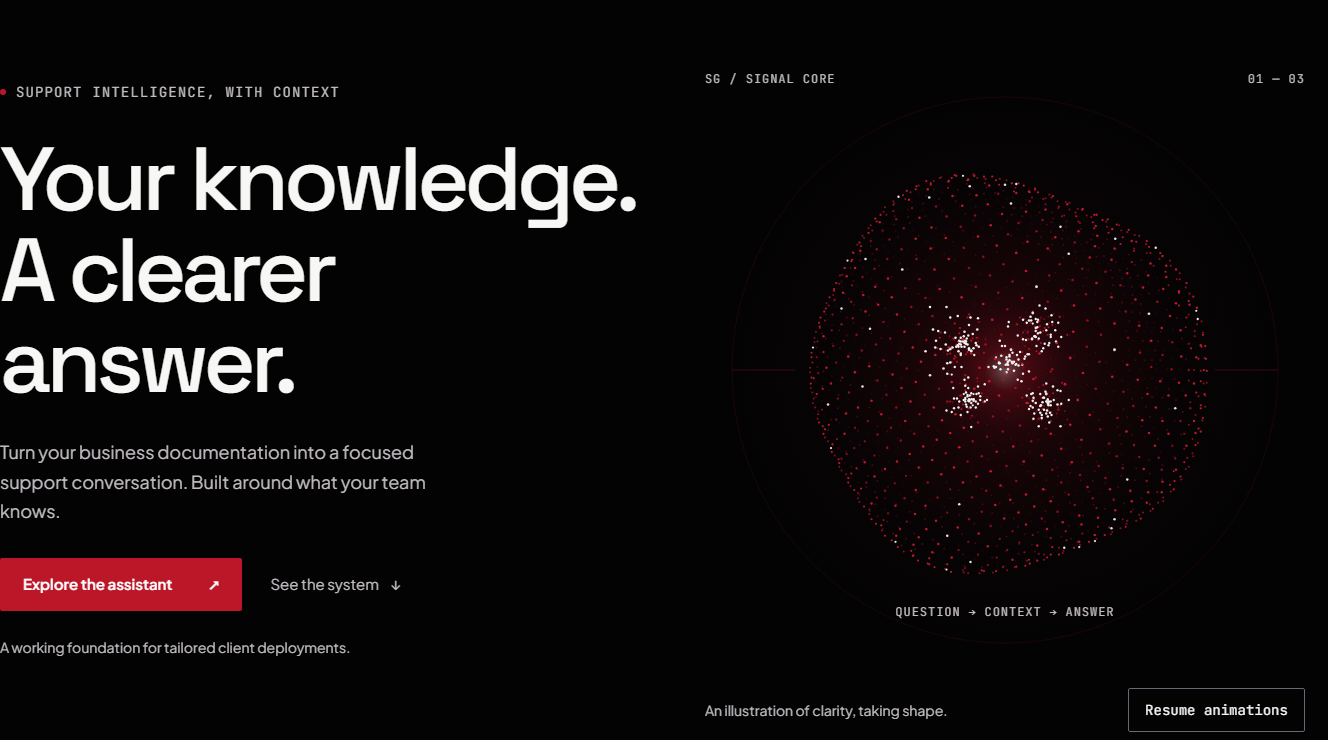 SUPPORT INTELLIGENCE, WITH CONTEXT
Your knowledge.
A clearer
answer.
Turn your business documentation into a focused
support conversation. Built around what your team
knows.
Explore the assistant ↗
See the system ↓
A working foundation for tailored client deployments.
SG / SIGNAL CORE
01 — 03
QUESTION → CONTEXT → ANSWER
An illustration of clarity, taking shape.
Resume animations